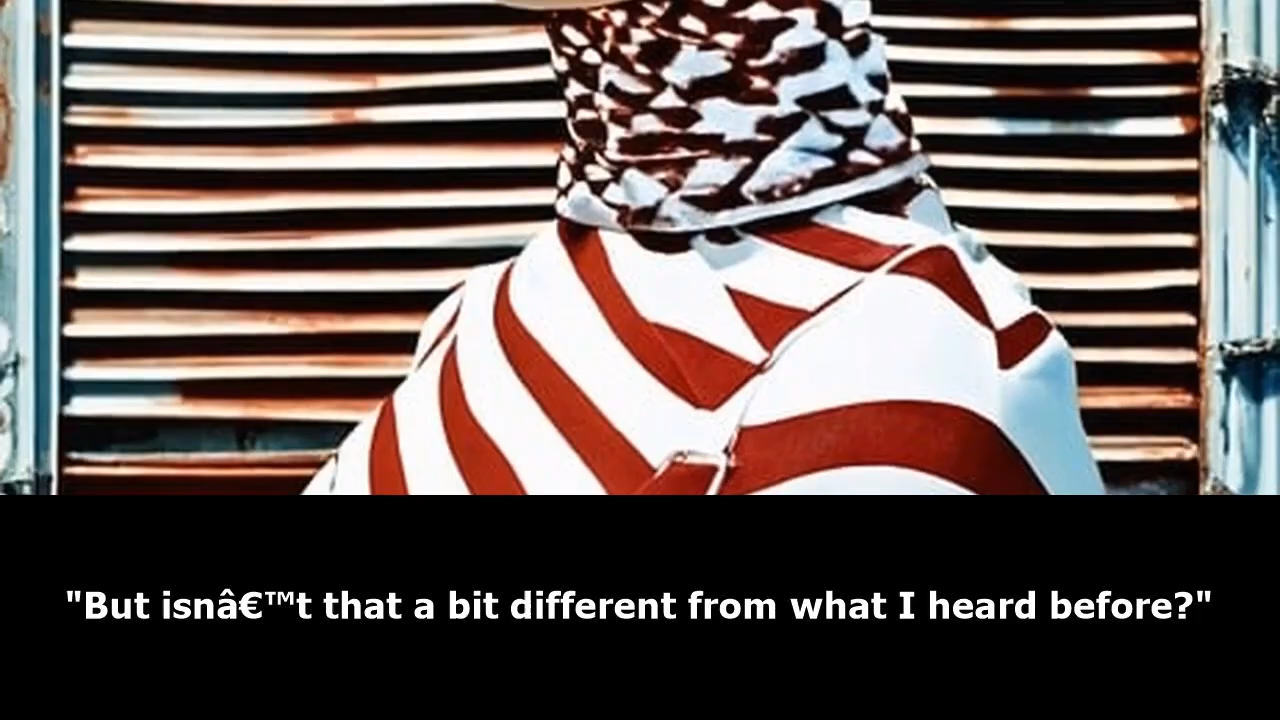 "But isnâ€™t that a bit different from what I heard before?"